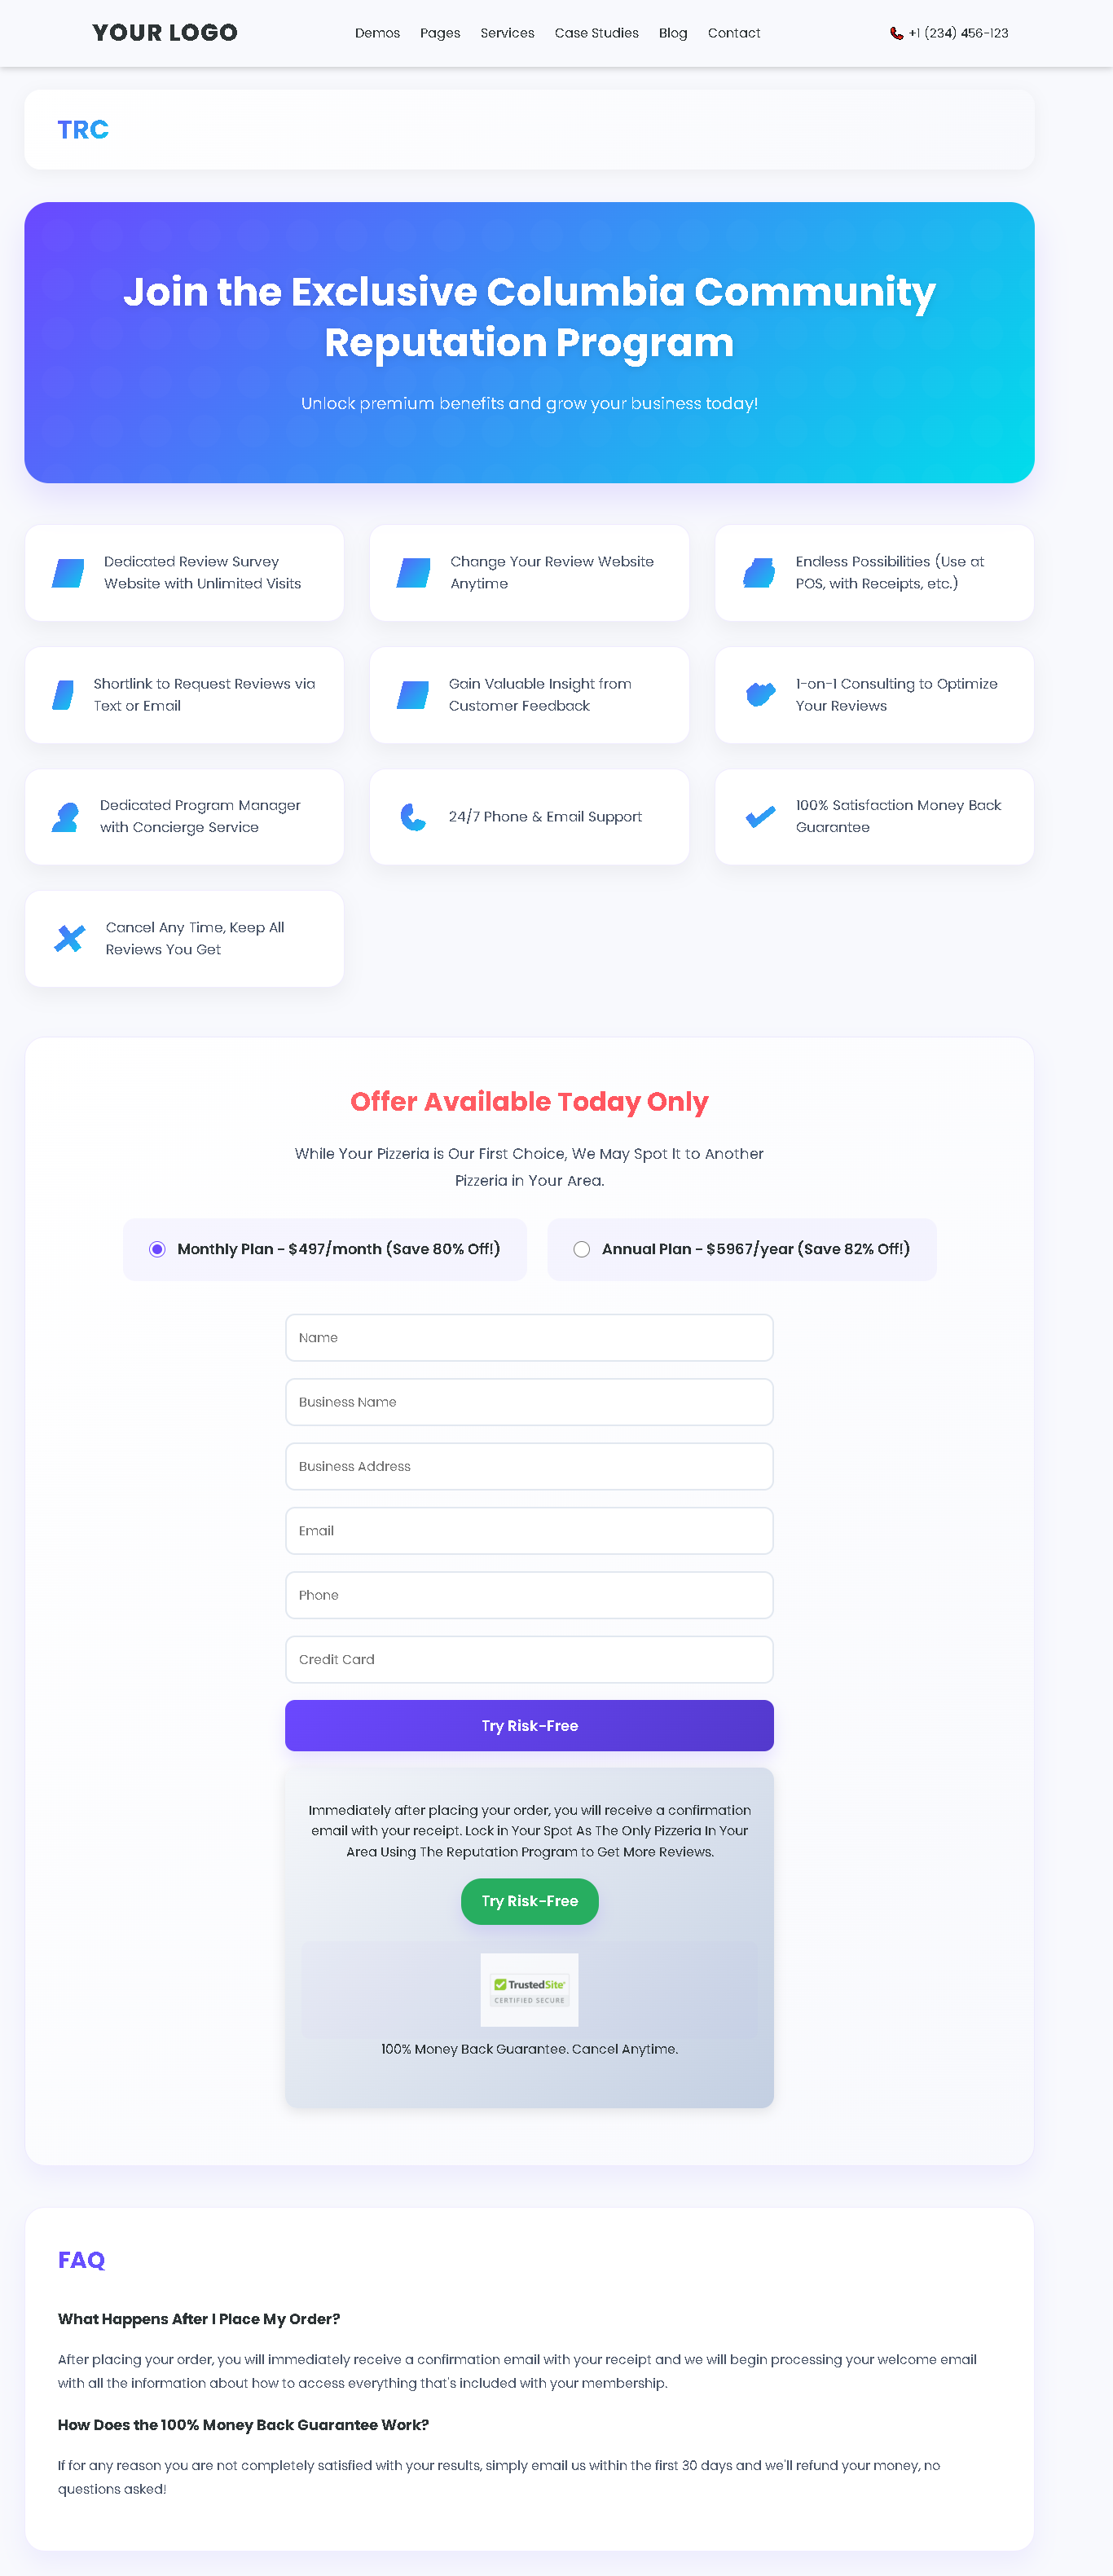 YOUR LOGO
Demos Pages Services Case Studies Blog Contact
+1 (234) 456-123
TRC
Join the Exclusive Columbia Community
Reputation Program
Unlock premium benefits and grow your business today!
Dedicated Review Survey
Website with Unlimited Visits
Change Your Review Website
Anytime
Endless Possibilities (Use at
POS, with Receipts, etc.)
Shortlink to Request Reviews via
Text or Email
Gain Valuable Insight from
Customer Feedback
1-on-1 Consulting to Optimize
Your Reviews
Dedicated Program Manager
with Concierge Service
24/7 Phone & Email Support
100% Satisfaction Money Back
Guarantee
Cancel Any Time, Keep All
Reviews You Get
Offer Available Today Only
While Your Pizzeria is Our First Choice, We May Spot It to Another
Pizzeria in Your Area.
Monthly Plan - $497/month (Save 80% Off!)
Annual Plan - $5967/year (Save 82% Off!)
Name
Business Name
Business Address
Email
Phone
Credit Card
Try Risk-Free
Immediately after placing your order, you will receive a confirmation
email with your receipt. Lock in Your Spot As The Only Pizzeria In Your
Area Using The Reputation Program to Get More Reviews.
Try Risk-Free
TrustedSite
CERTIFIED SECURE
100% Money Back Guarantee. Cancel Anytime.
FAQ
What Happens After I Place My Order?
After placing your order, you will immediately receive a confirmation email with your receipt and we will begin processing your welcome email
with all the information about how to access everything that's included with your membership.
How Does the 100% Money Back Guarantee Work?
If for any reason you are not completely satisfied with your results, simply email us within the first 30 days and we'll refund your money, no
questions asked!